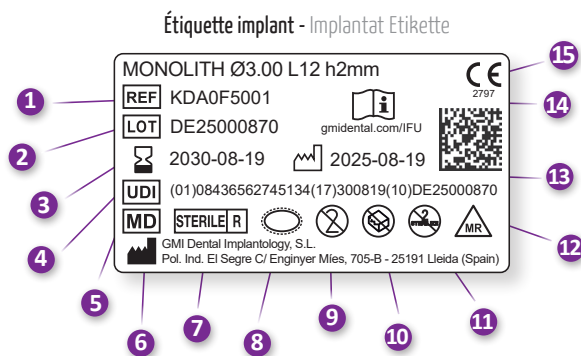 Étiquette implant - Implantat Etikette
MONOLITH Ø3.00 L12 h2mm
CE
2797
REF KDA0F5001
LOT DE25000870
gmidental.com/IFU
2030-08-19
2025-08-19
UDI (01)08436562745134(17)300819(10)DE25000870
MD STERILE R 2 2 STERILIZE MR
GMI Dental Implantology, S.L.
Pol. Ind. El Segre C/ Enginyer Míes, 705-B - 25191 Lleida (Spain)
1
2
3
4
5
6
7
8
9
10
11
12
13
14
15